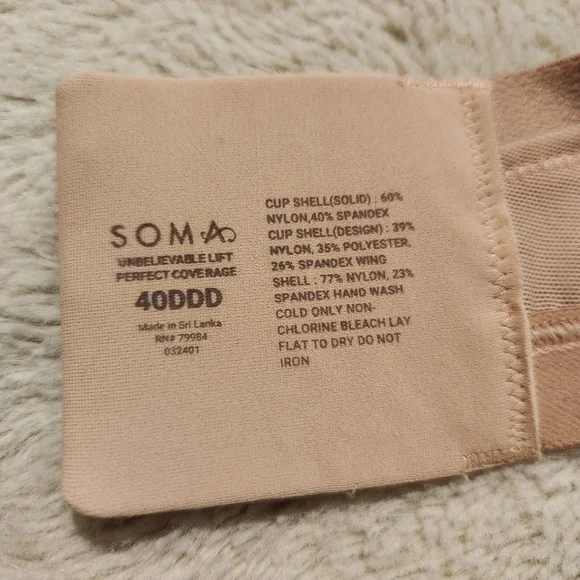 SOMA
UNBELIEVABLE LIFT
PERFECT COVERAGE
40DDD
Made in Sri Lanka
RN# 79984
032401
CUP SHELL(SOLID) : 60%
NYLON,40% SPANDEX
CUP SHELL(DESIGN) : 39%
NYLON, 35% POLYESTER,
26% SPANDEX WING
SHELL : 77% NYLON, 23%
SPANDEX HAND WASH
COLD ONLY NON-
CHLORINE BLEACH LAY
FLAT TO DRY DO NOT
IRON